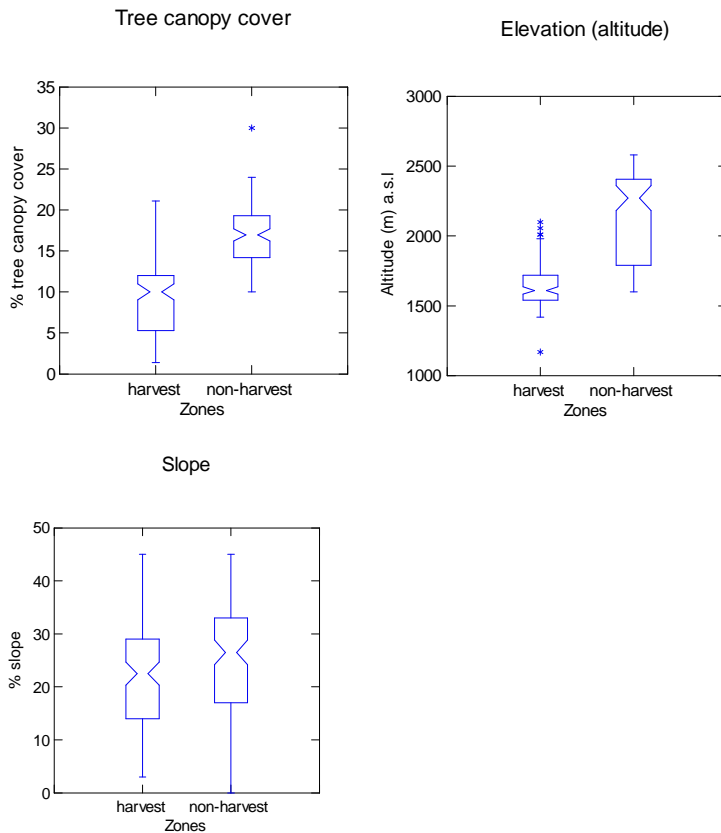 Tree canopy cover
35
30
25
20
15
10
5
0
% tree canopy cover
harvest non-harvest
Zones
Elevation (altitude)
3000
2500
2000
1500
1000
Altitude (m) a.s.l
harvest non-harvest
Zones
Slope
50
40
30
20
10
0
% slope
harvest non-harvest
Zones